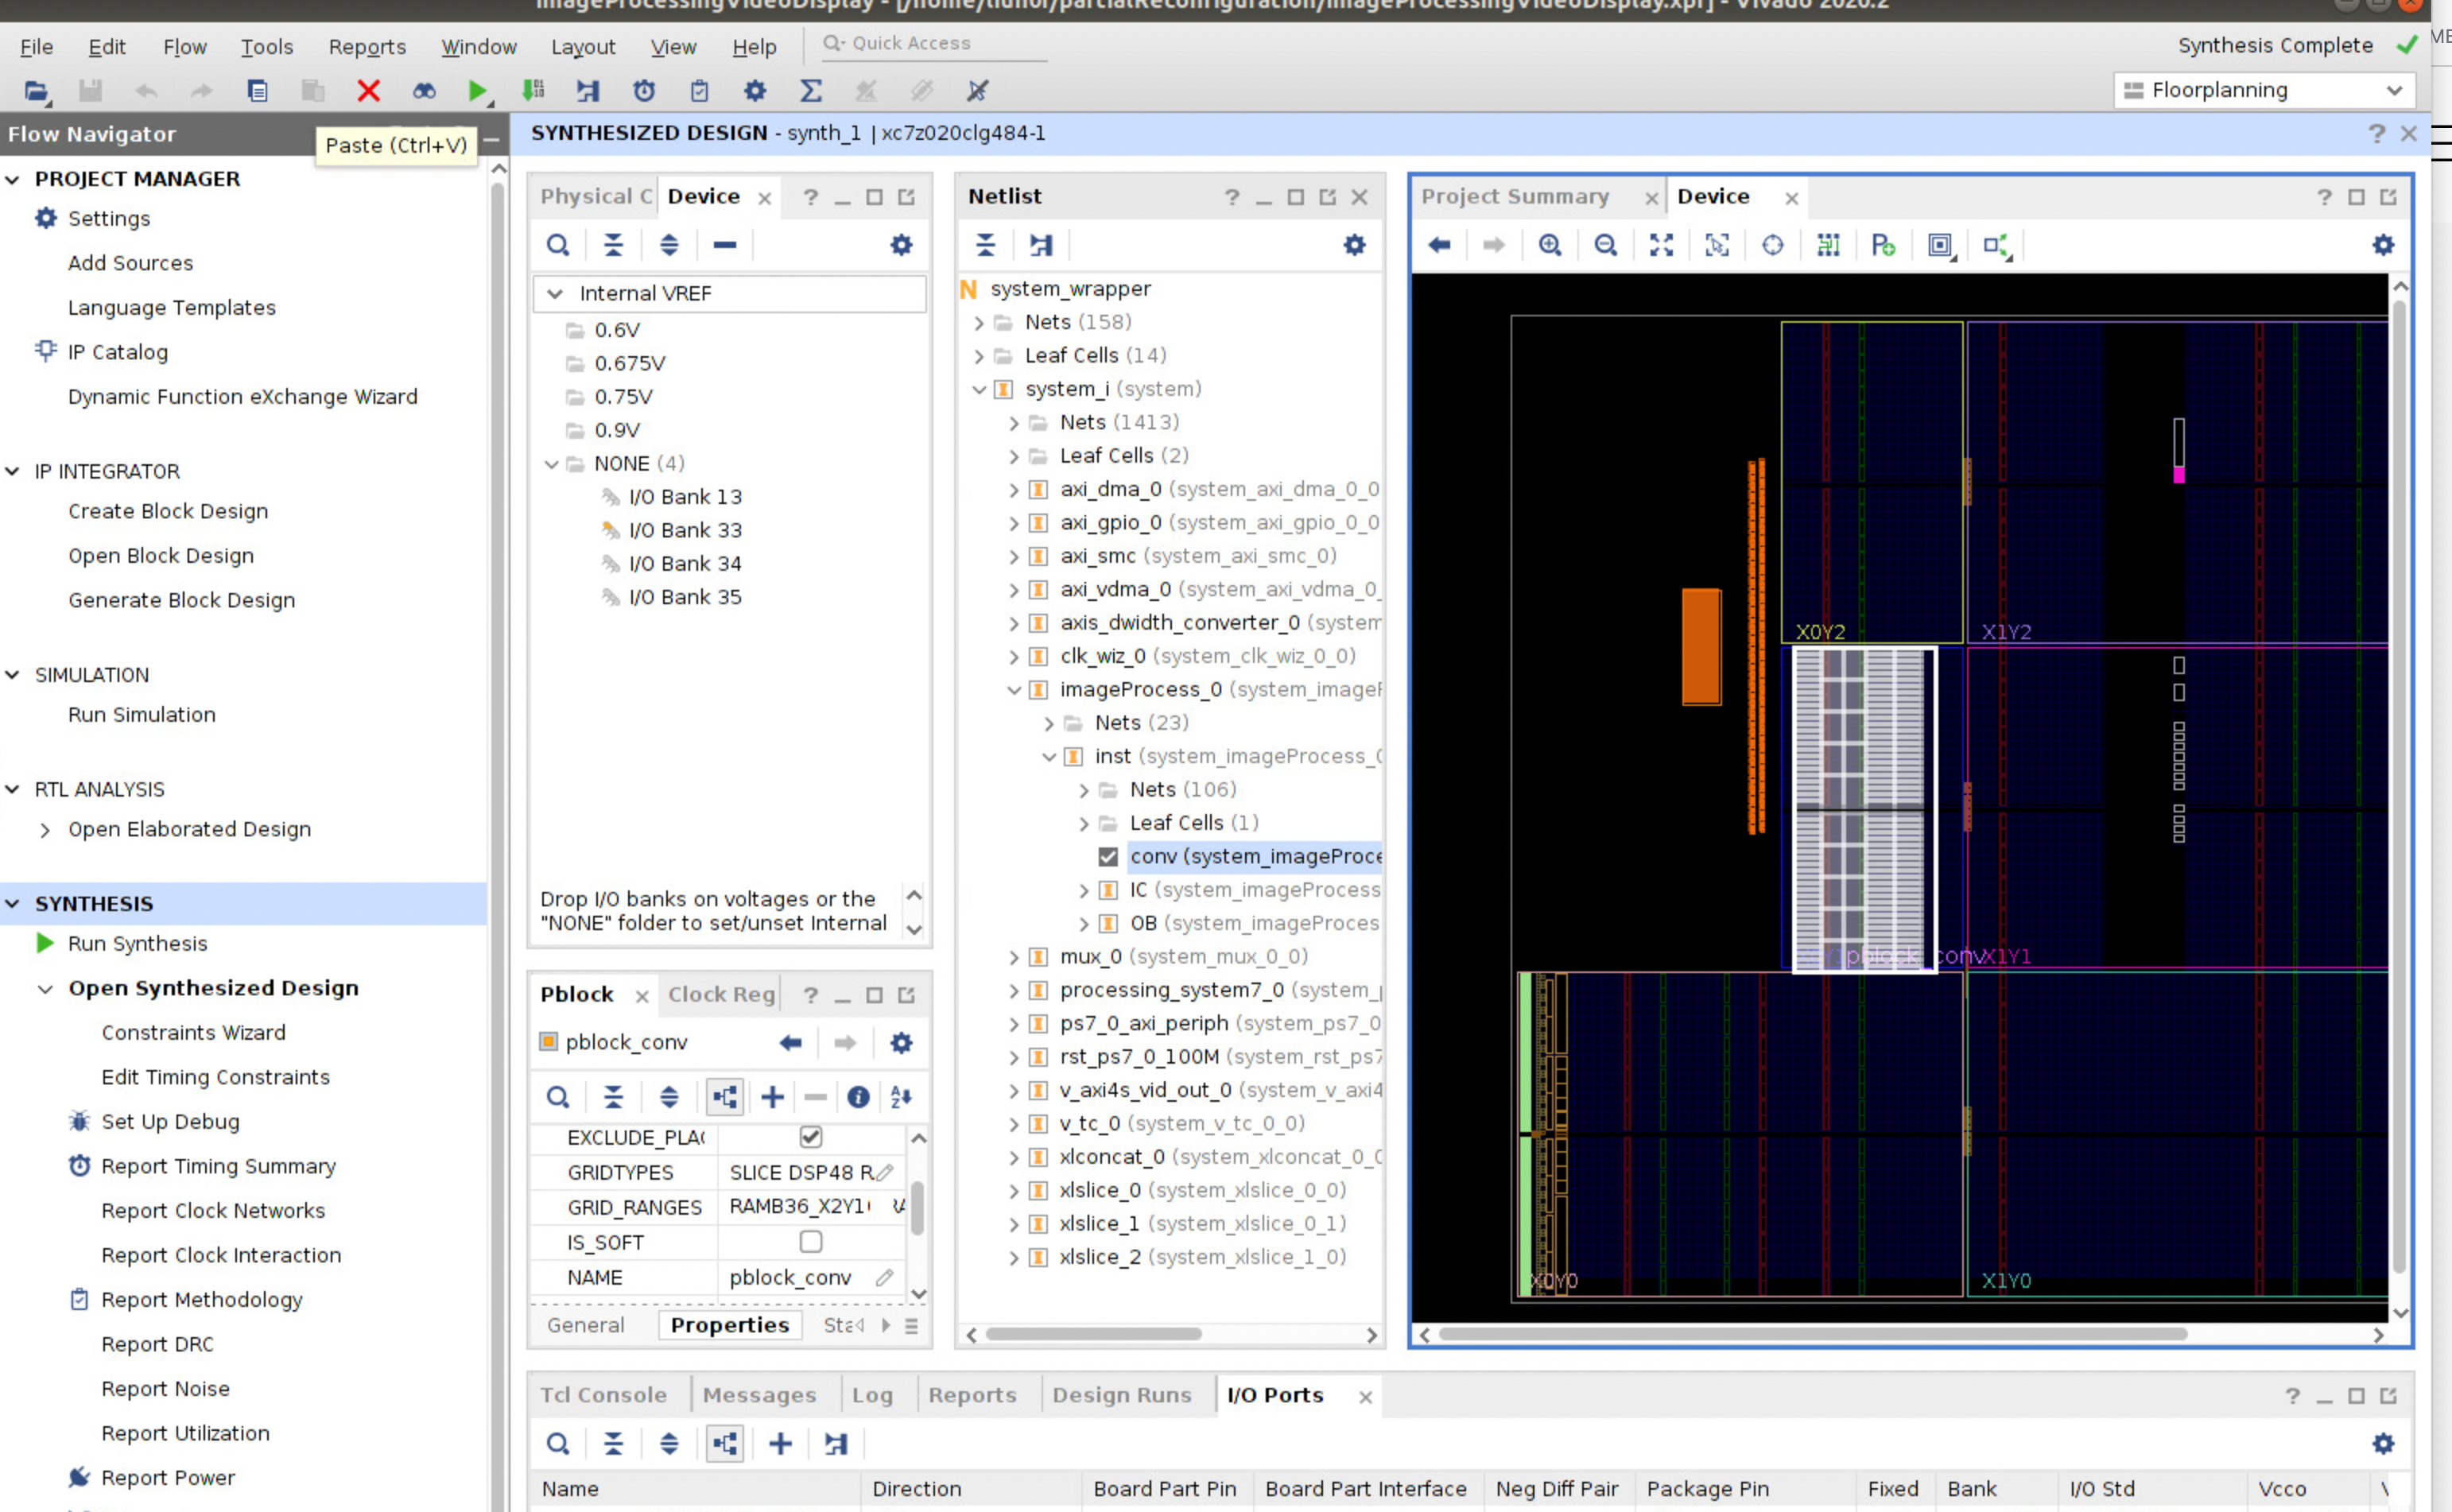 imageProcessingVideoDisplay - [/home/lidhor/partialReconfiguration/imageProcessingVideoDisplay.xpr] - Vivado 2020.2
File Edit Flow Tools Reports Window Layout View Help Quick Access
Synthesis Complete
Floorplanning
Flow Navigator
Paste (Ctrl+V)
PROJECT MANAGER
Settings
Add Sources
Language Templates
IP Catalog
Dynamic Function eXchange Wizard
IP INTEGRATOR
Create Block Design
Open Block Design
Generate Block Design
SIMULATION
Run Simulation
RTL ANALYSIS
Open Elaborated Design
SYNTHESIS
Run Synthesis
Open Synthesized Design
Constraints Wizard
Edit Timing Constraints
Set Up Debug
Report Timing Summary
Report Clock Networks
Report Clock Interaction
Report Methodology
Report DRC
Report Noise
Report Utilization
Report Power
SYNTHESIZED DESIGN - synth_1 | xc7z020clg484-1
Physical C Device
Internal VREF
0.6V
0.675V
0.75V
0.9V
NONE (4)
I/O Bank 13
I/O Bank 33
I/O Bank 34
I/O Bank 35
Drop I/O banks on voltages or the
"NONE" folder to set/unset Internal
Pblock Clock Reg
pblock_conv
EXCLUDE_PLA
GRIDTYPES SLICE DSP48 R
GRID_RANGES RAMB36_X2Y1
IS_SOFT
NAME pblock_conv
General Properties Sta
Netlist
N system_wrapper
Nets (158)
Leaf Cells (14)
system_i (system)
Nets (1413)
Leaf Cells (2)
axi_dma_0 (system_axi_dma_0_0
axi_gpio_0 (system_axi_gpio_0_0
axi_smc (system_axi_smc_0)
axi_vdma_0 (system_axi_vdma_0_
axis_dwidth_converter_0 (system
clk_wiz_0 (system_clk_wiz_0_0)
imageProcess_0 (system_image
Nets (23)
inst (system_imageProcess_
Nets (106)
Leaf Cells (1)
conv (system_imageProce
IC (system_imageProcess
OB (system_imageProces
mux_0 (system_mux_0_0)
processing_system7_0 (system_
ps7_0_axi_periph (system_ps7_0
rst_ps7_0_100M (system_rst_ps7
v_axi4s_vid_out_0 (system_v_axi4
v_tc_0 (system_v_tc_0_0)
xlconcat_0 (system_xlconcat_0_0
xlslice_0 (system_xlslice_0_0)
xlslice_1 (system_xlslice_0_1)
xlslice_2 (system_xlslice_1_0)
Project Summary Device
X0Y2
X1Y2
pblock_conv
X1Y1
X0Y0
X1Y0
Tcl Console Messages Log Reports Design Runs I/O Ports
Name Direction Board Part Pin Board Part Interface Neg Diff Pair Package Pin Fixed Bank I/O Std Vcco